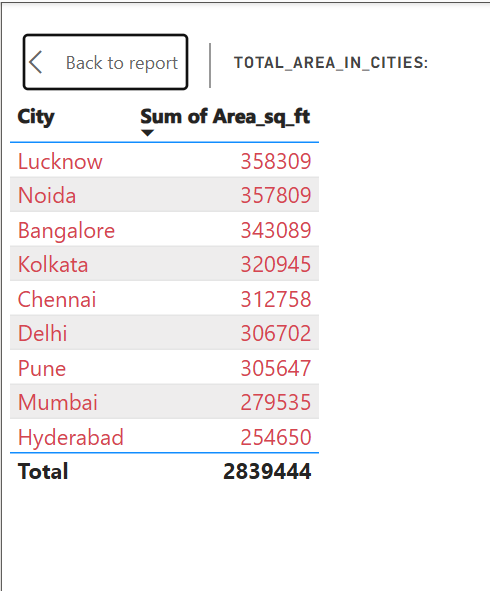 Back to report
TOTAL_AREA_IN_CITIES:
City Sum of Area_sq_ft
Lucknow 358309
Noida 357809
Bangalore 343089
Kolkata 320945
Chennai 312758
Delhi 306702
Pune 305647
Mumbai 279535
Hyderabad 254650
Total 2839444